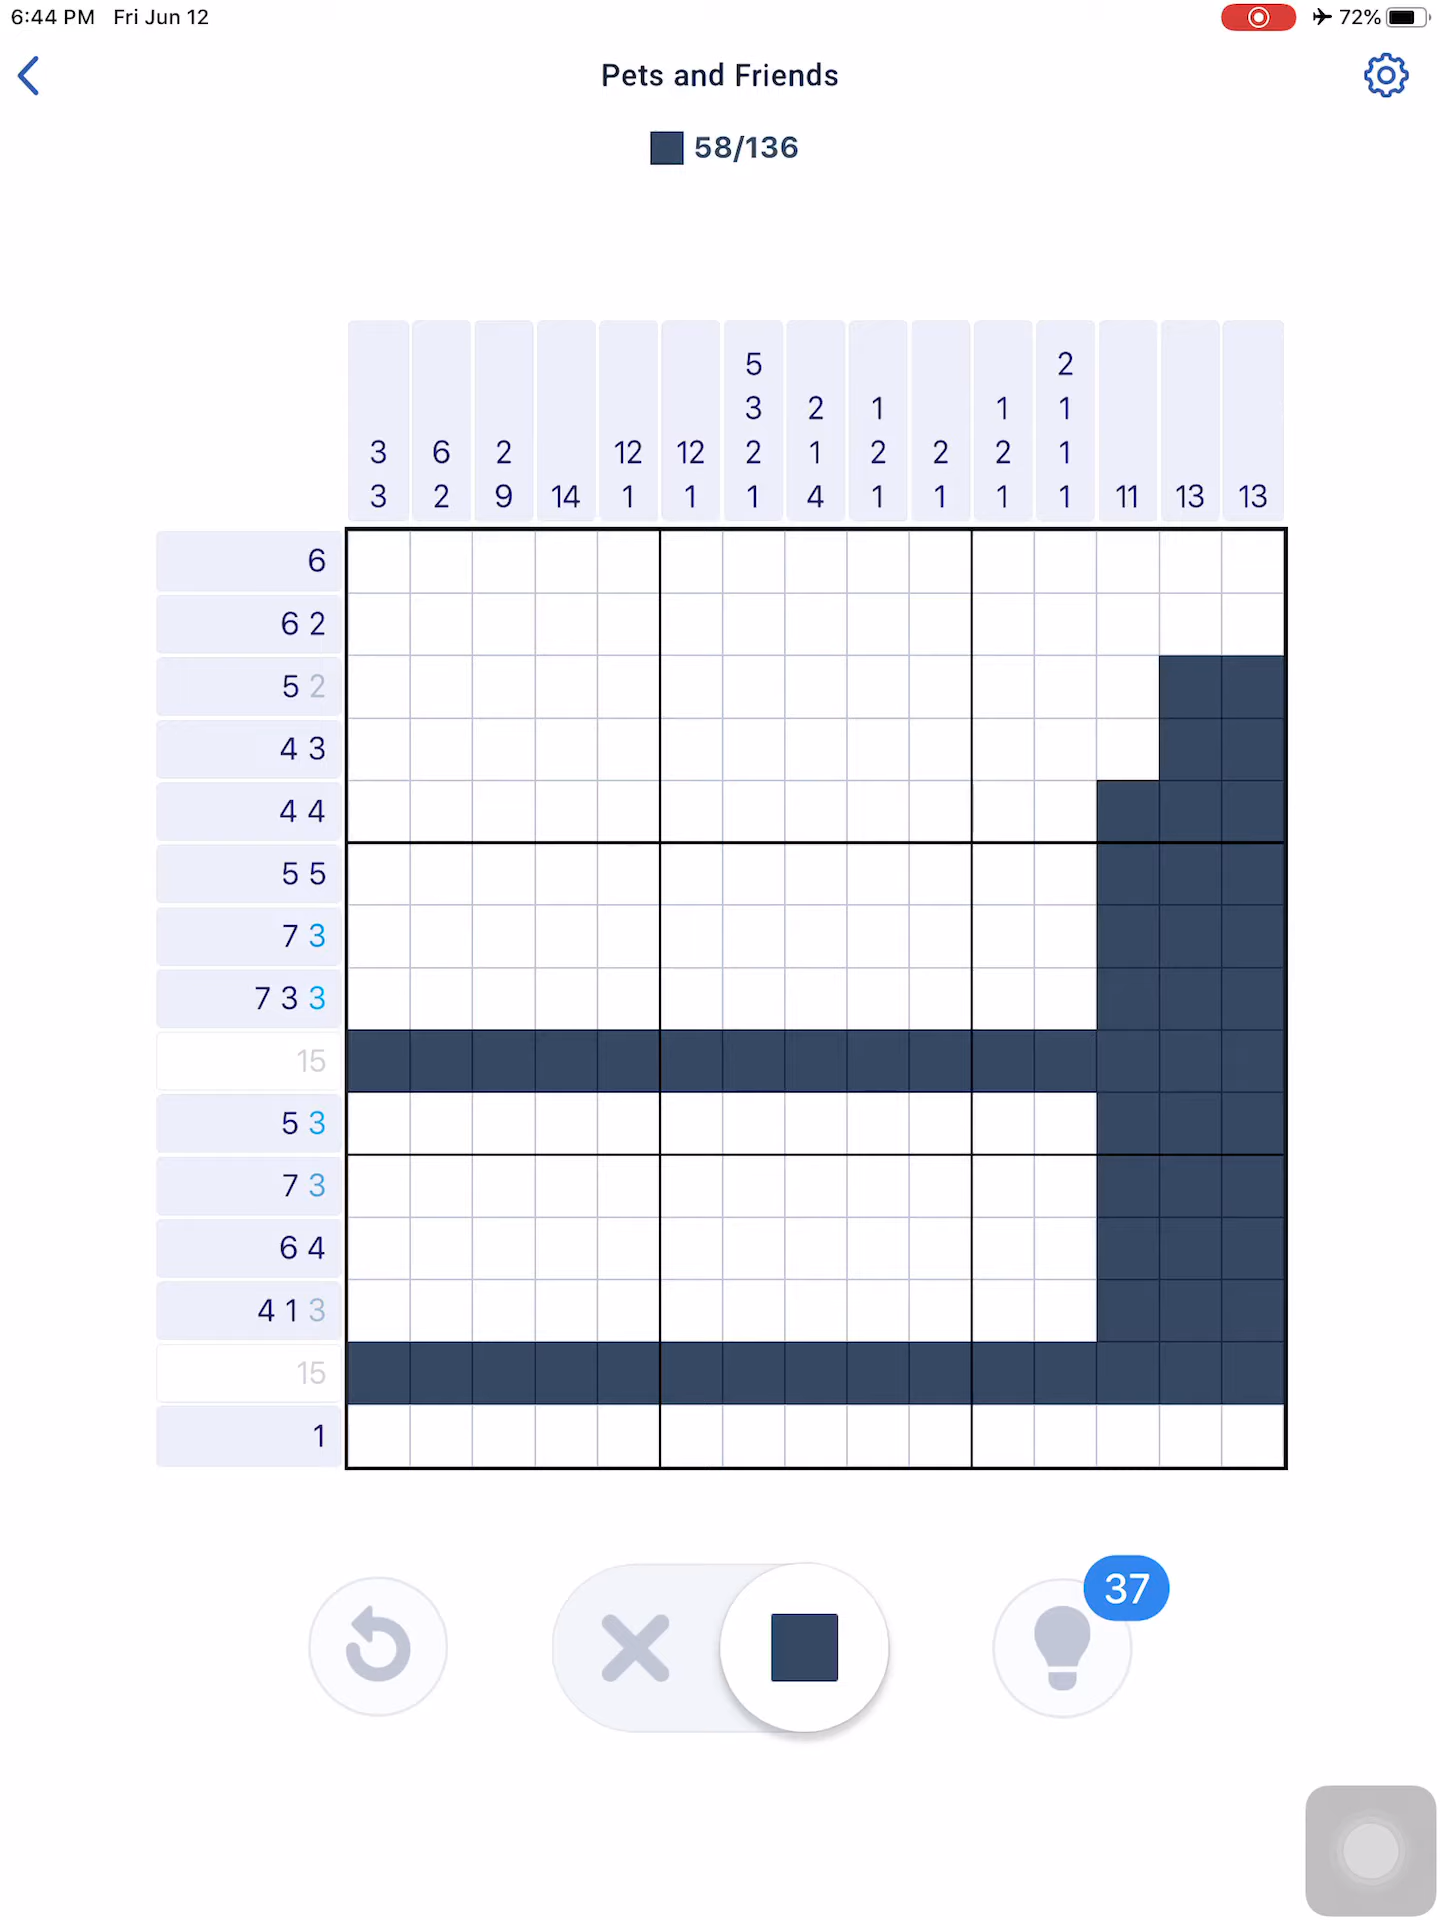 6:44 PM Fri Jun 12 72%
Pets and Friends
58/136
5 2
3 2 1 1 1
3 6 2 12 12 2 1 2 2 1 1
3 2 9 14 1 1 1 4 1 1 1 1 11 13 13
6
6 2
5 2
4 3
4 4
5 5
7 3
7 3 3
15
5 3
7 3
6 4
4 1 3
15
1
37